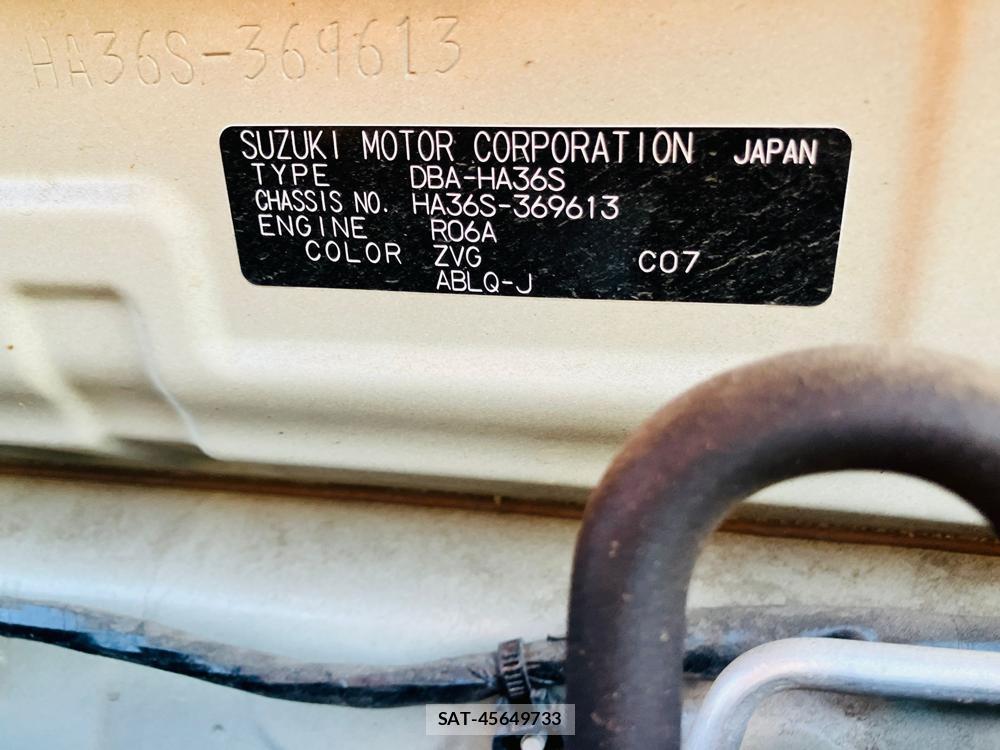 HA36S-369613
SUZUKI MOTOR CORPORATION JAPAN
TYPE DBA-HA36S
CHASSIS NO. HA36S-369613
ENGINE R06A
COLOR ZVG C07
ABLQ-J
SAT-45649733